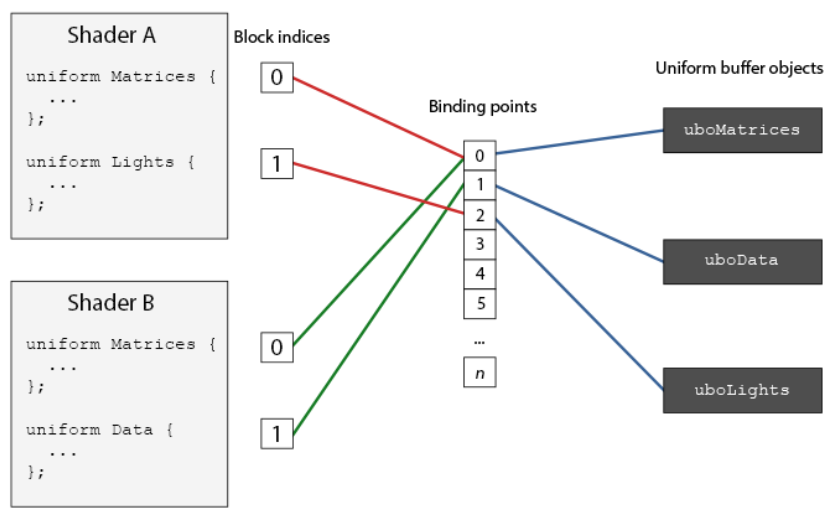 Shader A
uniform Matrices {
...
};
uniform Lights {
...
};
Shader B
uniform Matrices {
...
};
uniform Data {
...
};
Block indices
0
1
0
1
Binding points
0
1
2
3
4
5
...
n
Uniform buffer objects
uboMatrices
uboData
uboLights